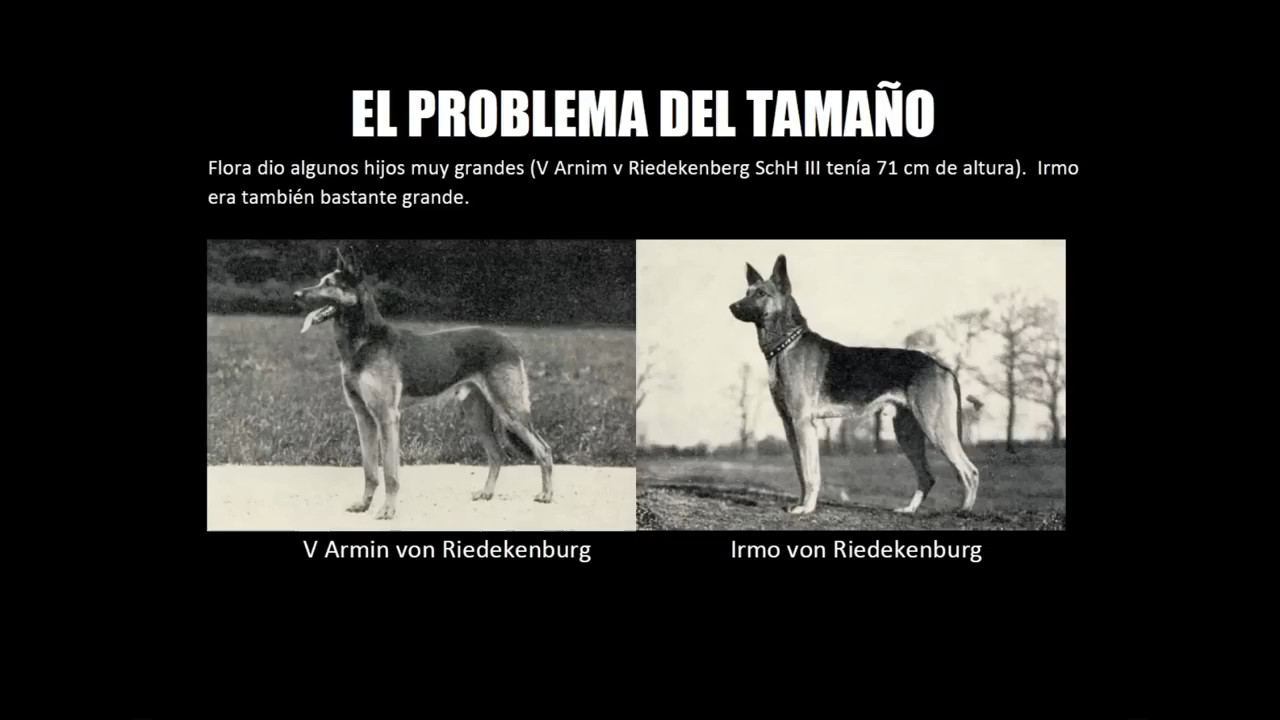 EL PROBLEMA DEL TAMAÑO
Flora dio algunos hijos muy grandes (V Arnim v Riedekenberg SchH III tenía 71 cm de altura).  Irmo
era también bastante grande.
V Armin von Riedekenburg
Irmo von Riedekenburg